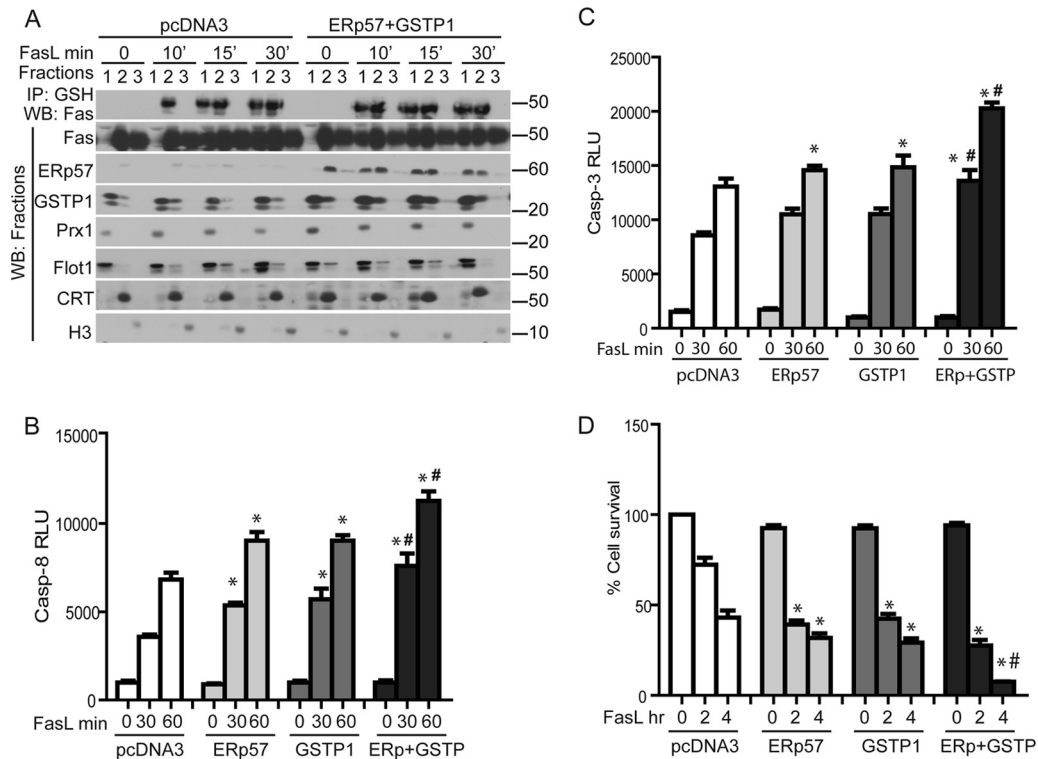 A
pcDNA3 ERp57+GSTP1
FasL min 0 10' 15' 30' 0 10' 15' 30'
Fractions 1 2 3 1 2 3 1 2 3 1 2 3 1 2 3 1 2 3 1 2 3 1 2 3
IP: GSH
WB: Fas
50
WB: Fractions
Fas 50
ERp57 60
GSTP1 20
Prx1 20
Flot1 50
CRT 50
H3 10
B
Casp-8 RLU
15000
10000
5000
0
* * * * *# *#
FasL min 0 30 60 0 30 60 0 30 60 0 30 60
pcDNA3 ERp57 GSTP1 ERp+GSTP
C
Casp-3 RLU
25000
20000
15000
10000
5000
0
* * * # * #
FasL min 0 30 60 0 30 60 0 30 60 0 30 60
pcDNA3 ERp57 GSTP1 ERp+GSTP
D
% Cell survival
150
100
50
0
* * * * * *#
FasL hr 0 2 4 0 2 4 0 2 4 0 2 4
pcDNA3 ERp57 GSTP1 ERp+GSTP